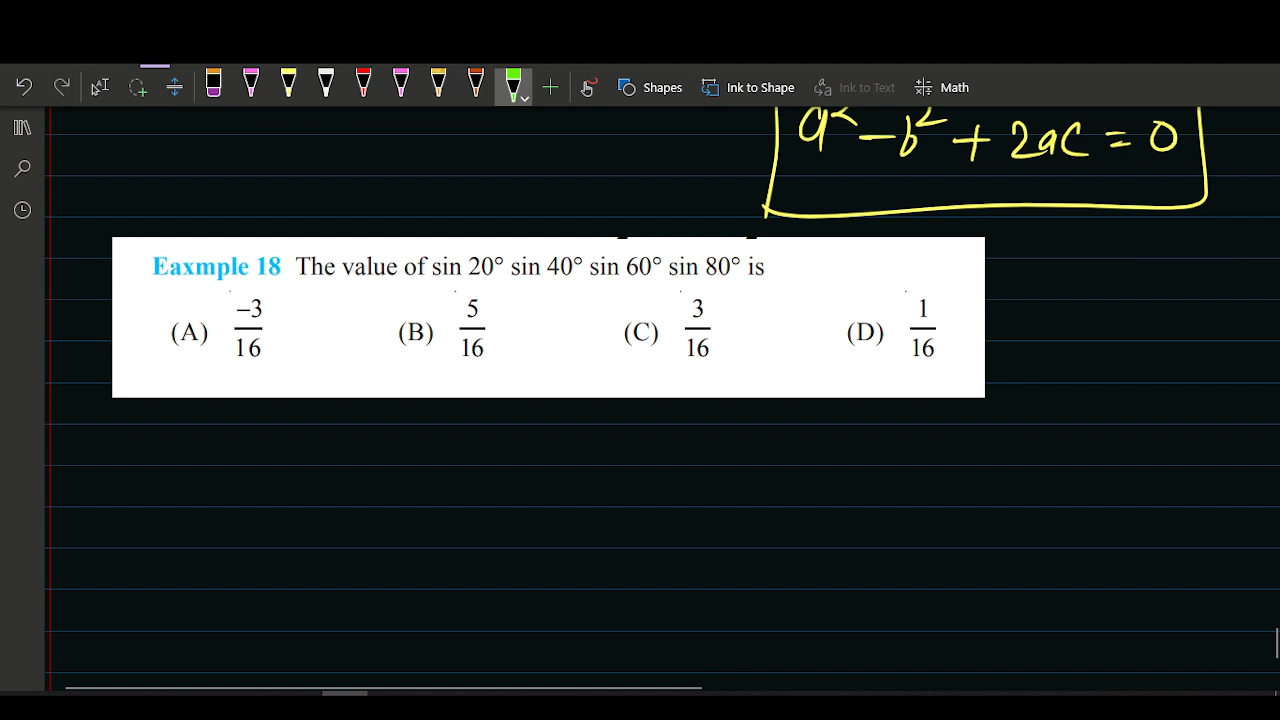 Shapes Ink to Shape Ink to Text Math
a² − b² + 2ac = 0
Eaxmple 18 The value of sin 20° sin 40° sin 60° sin 80° is
(A) –3/16 (B) 5/16 (C) 3/16 (D) 1/16